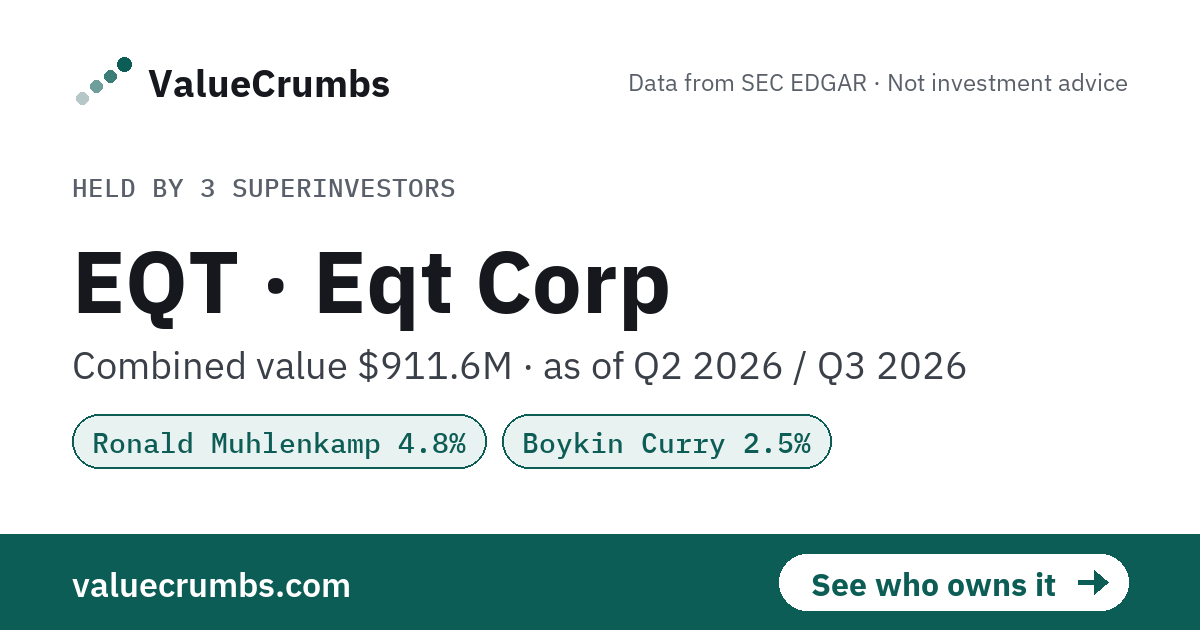 ValueCrumbs
Data from SEC EDGAR · Not investment advice
HELD BY 3 SUPERINVESTORS
EQT · Eqt Corp
Combined value $911.6M · as of Q2 2026 / Q3 2026
Ronald Muhlenkamp 4.8%
Boykin Curry 2.5%
valuecrumbs.com
See who owns it →